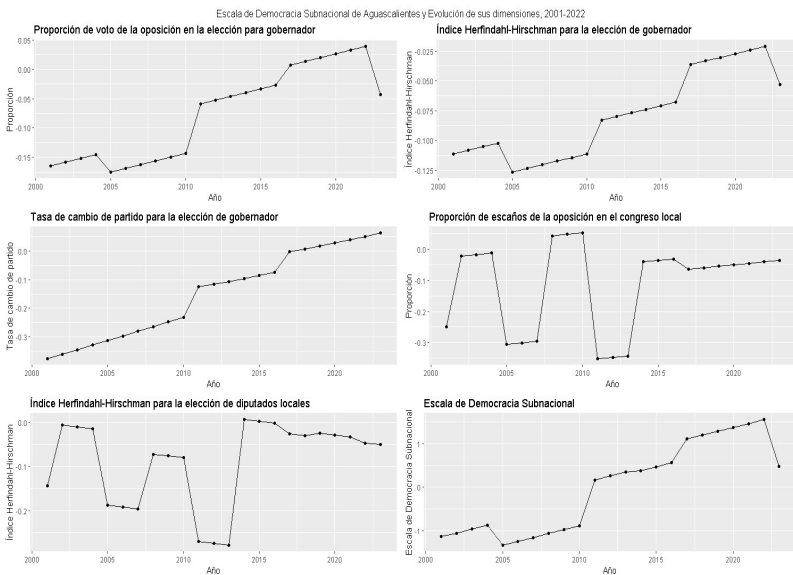 Escala de Democracia Subnacional de Aguascalientes y Evolución de sus dimensiones, 2001-2022
Proporción de voto de la oposición en la elección para gobernador
Proporción
0.05
0.00
-0.05
-0.10
-0.15
2000
2005
2010
2015
2020
Año
Índice Herfindahl-Hirschman para la elección de gobernador
Índice Herfindahl-Hirschman
-0.025
-0.050
-0.075
-0.100
-0.125
2000
2005
2010
2015
2020
Año
Tasa de cambio de partido para la elección de gobernador
Tasa de cambio de partido
0.0
-0.1
-0.2
-0.3
2000
2005
2010
2015
2020
Año
Proporción de escaños de la oposición en el congreso local
Proporción
0.0
-0.1
-0.2
-0.3
2000
2005
2010
2015
2020
Año
Índice Herfindahl-Hirschman para la elección de diputados locales
Índice Herfindahl-Hirschman
0.0
-0.1
-0.2
2000
2005
2010
2015
2020
Año
Escala de Democracia Subnacional
Escala de Democracia Subnacional
1
0
-1
2000
2005
2010
2015
2020
Año